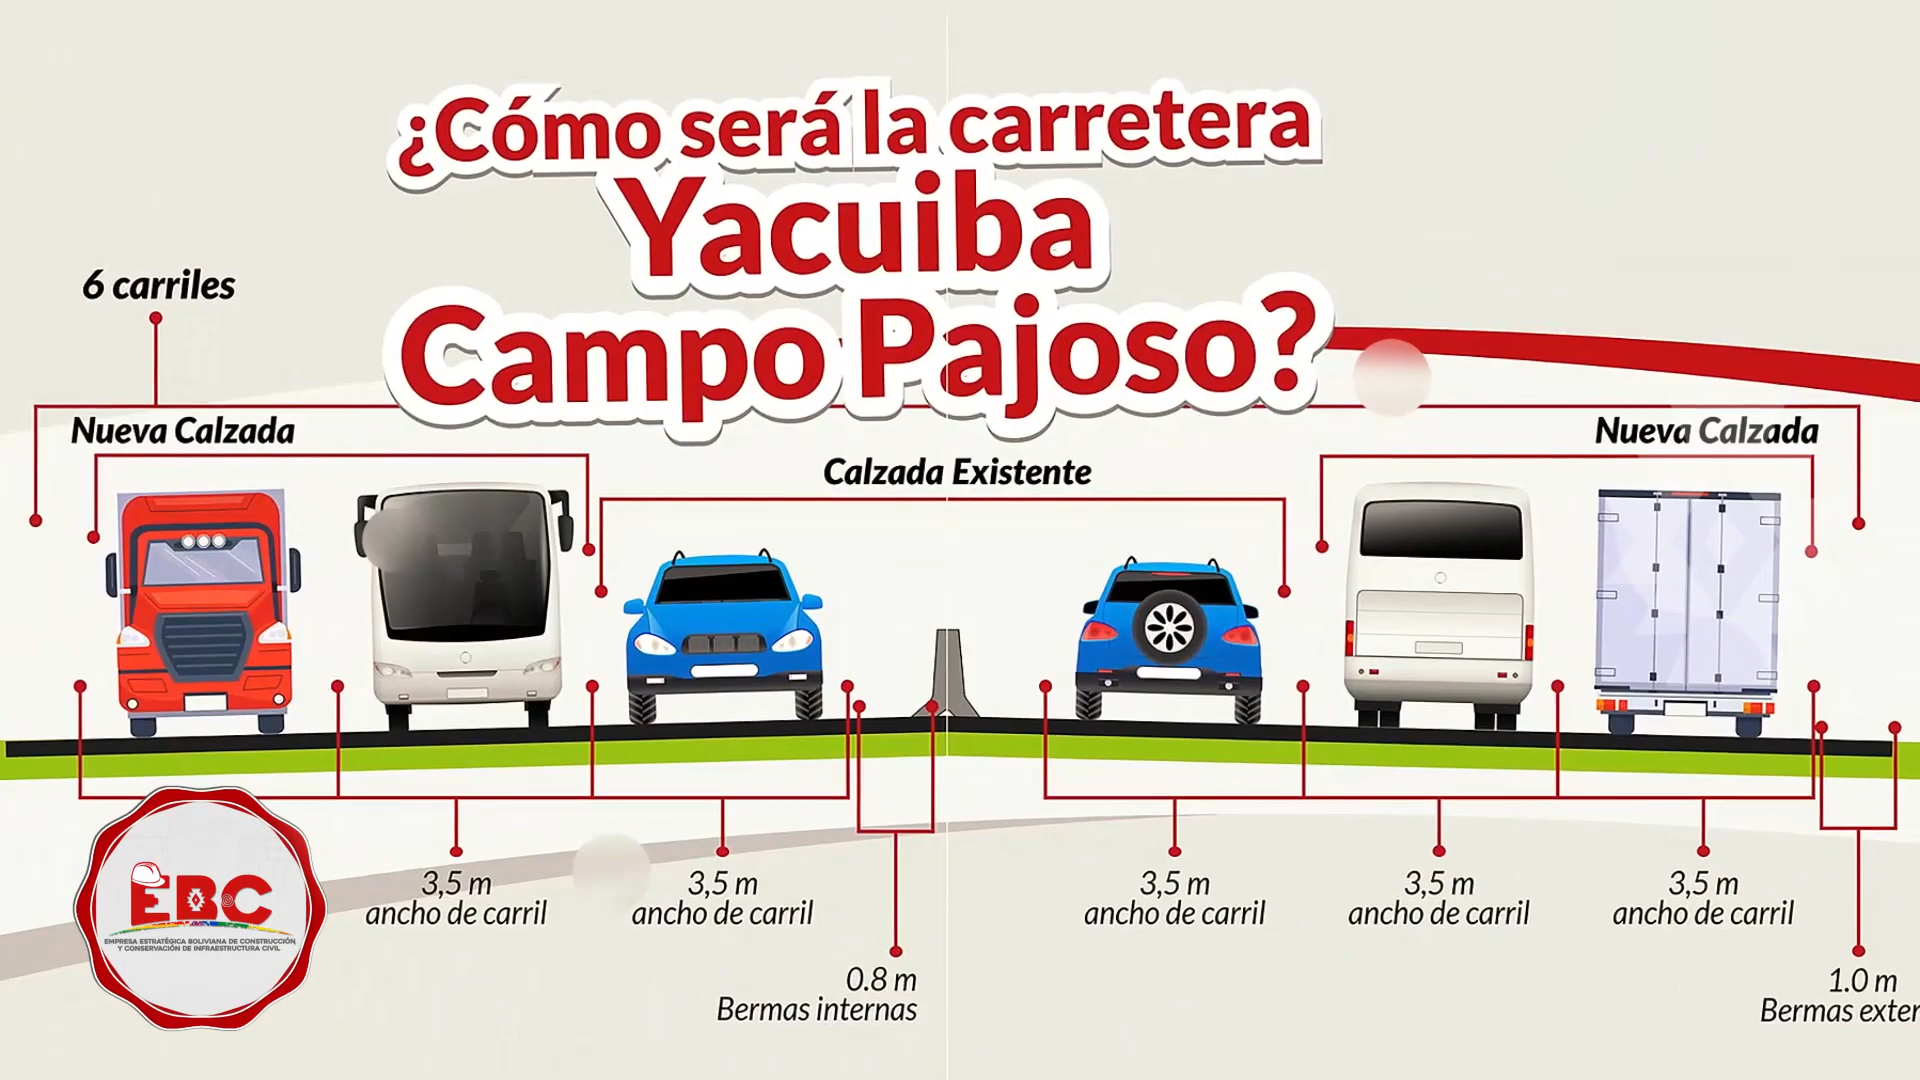 ¿Cómo será la carretera
Yacuiba
Campo Pajoso?
6 carriles
Nueva Calzada
Calzada Existente
Nueva Calzada
3,5 m
ancho de carril
3,5 m
ancho de carril
0.8 m
Bermas internas
3,5 m
ancho de carril
3,5 m
ancho de carril
3,5 m
ancho de carril
1.0 m
Bermas exter
EBC
EMPRESA ESTRATÉGICA BOLIVIANA DE CONSTRUCCIÓN
Y CONSERVACIÓN DE INFRAESTRUCTURA CIVIL